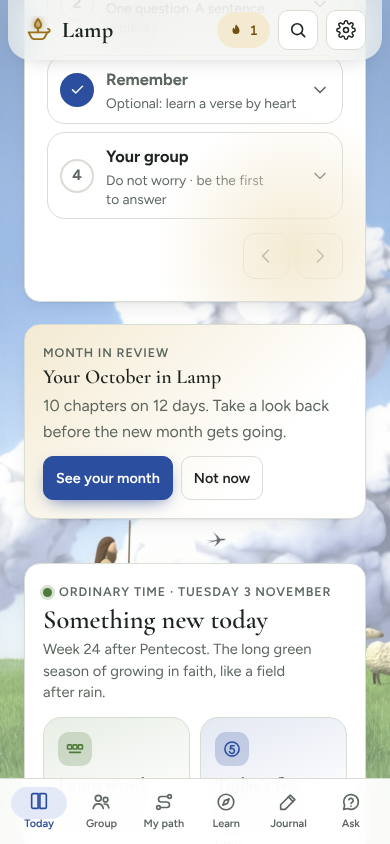 2
opinion. A sentence
Lamp
1
Remember
Optional: learn a verse by heart
4
Your group
Do not worry - be the first
to answer
MONTH IN REVIEW
Your October in Lamp
10 chapters on 12 days. Take a look back
before the new month gets going.
See your month
Not now
ORDINARY TIME · TUESDAY 3 NOVEMBER
Something new today
Week 24 after Pentecost. The long green
season of growing in faith, like a field
after rain.
5
Today
Group
My path
Learn
Journal
Ask